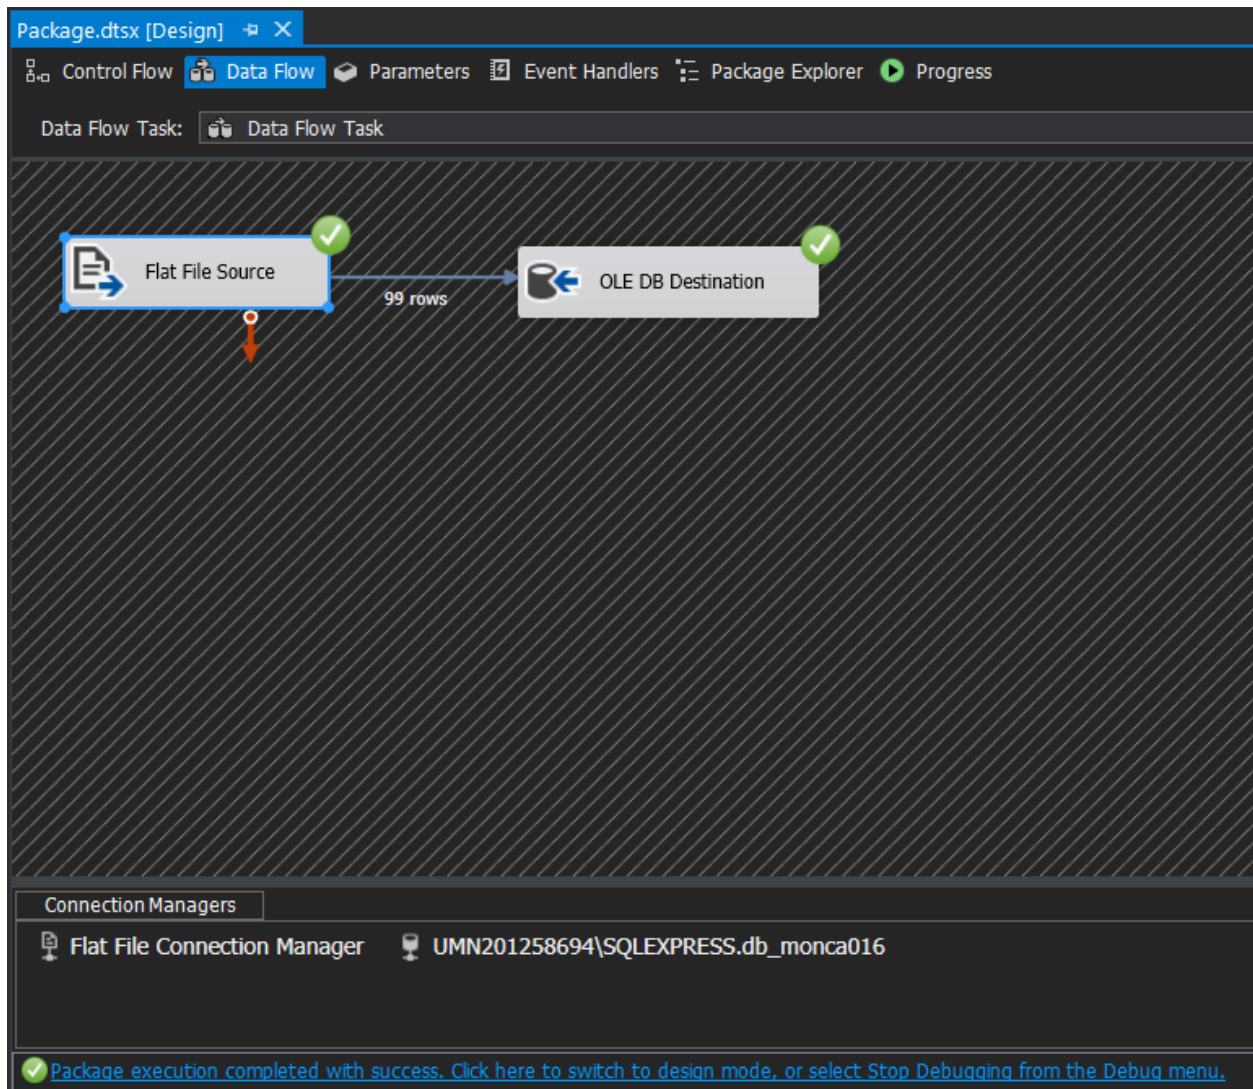 Package.dtsx [Design]
Control Flow Data Flow Parameters Event Handlers Package Explorer Progress
Data Flow Task: Data Flow Task
Flat File Source
99 rows
OLE DB Destination
Connection Managers
Flat File Connection Manager UMN201258694\SQLEXPRESS.db_monca016
Package execution completed with success. Click here to switch to design mode, or select Stop Debugging from the Debug menu.